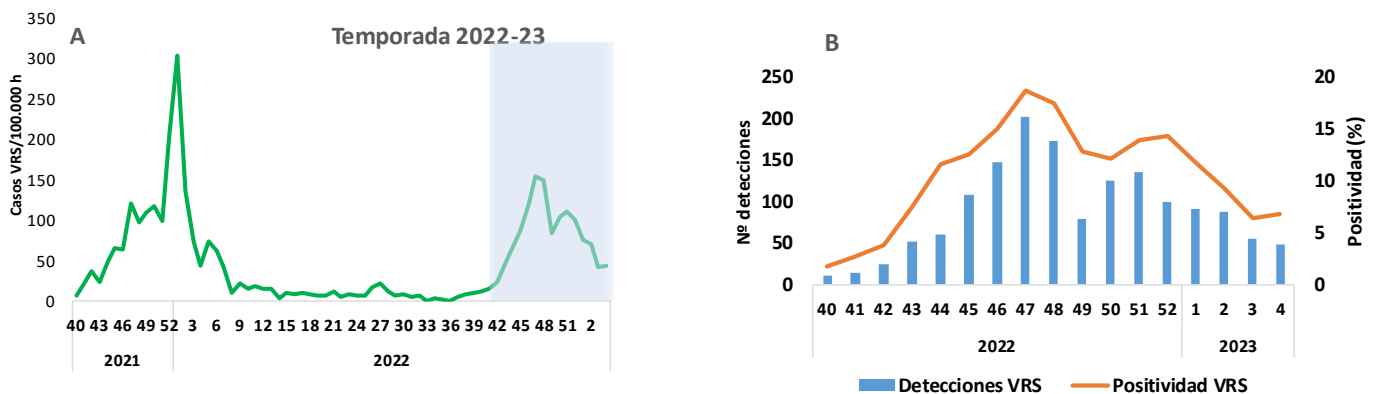 A
Temporada 2022-23
Casos VRS/100.000 h
350
300
250
200
150
100
50
0
40 43 46 49 52 3 6 9 12 15 18 21 24 27 30 33 36 39 42 45 48 51 2
2021 2022
B
Nº detecciones
250
200
150
100
50
0
20
15
10
5
0
Positividad (%)
40 41 42 43 44 45 46 47 48 49 50 51 52 1 2 3 4
2022 2023
Detecciones VRS Positividad VRS